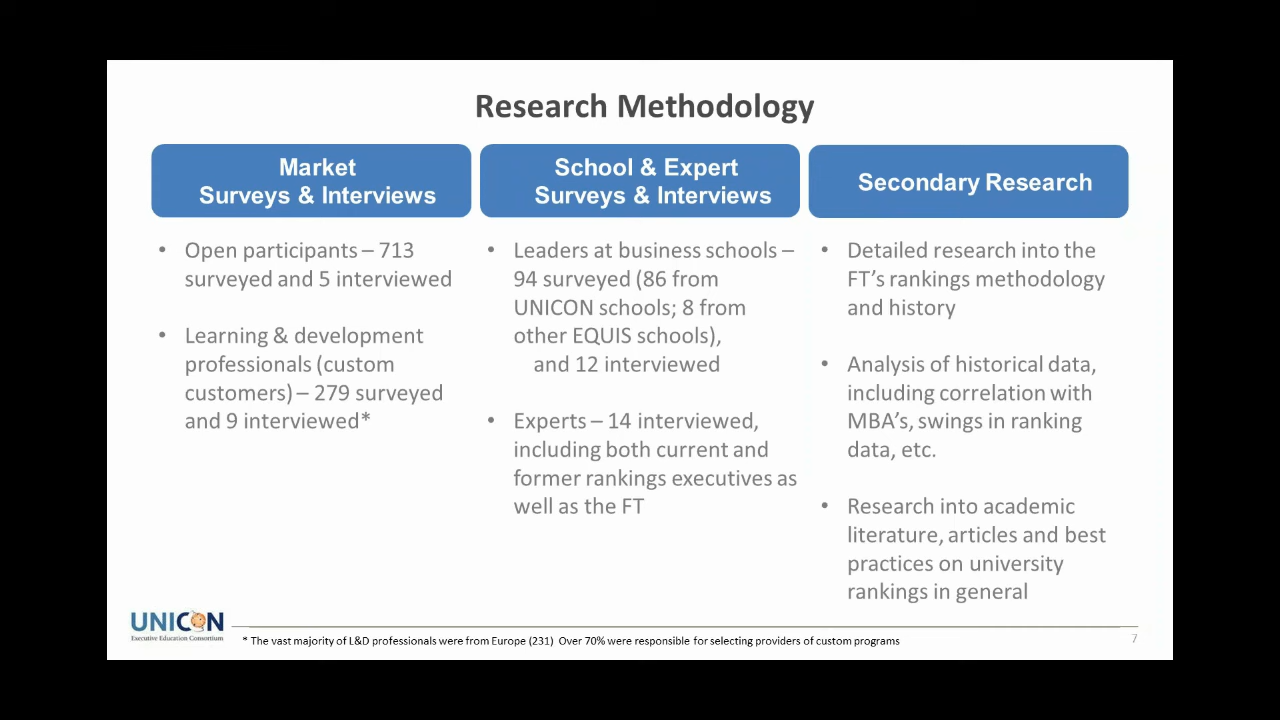 Research Methodology
Market
Surveys & Interviews
• Open participants – 713
surveyed and 5 interviewed
• Learning & development
professionals (custom
customers) – 279 surveyed
and 9 interviewed*
School & Expert
Surveys & Interviews
• Leaders at business schools –
94 surveyed (86 from
UNICON schools; 8 from
other EQUIS schools),
and 12 interviewed
• Experts – 14 interviewed,
including both current and
former rankings executives as
well as the FT
Secondary Research
• Detailed research into the
FT’s rankings methodology
and history
• Analysis of historical data,
including correlation with
MBA’s, swings in ranking
data, etc.
• Research into academic
literature, articles and best
practices on university
rankings in general
UNICON
Executive Education Consortium
* The vast majority of L&D professionals were from Europe (231) Over 70% were responsible for selecting providers of custom programs
7